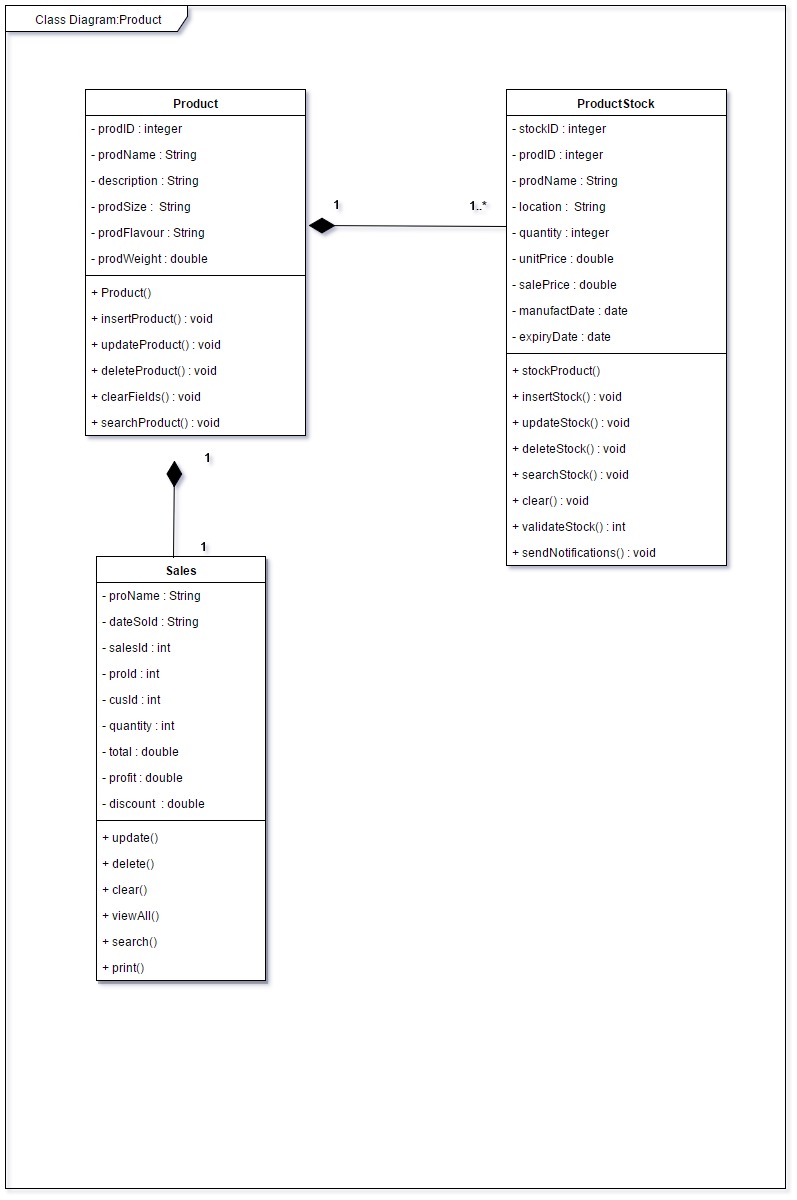 Class Diagram:Product
Product
- prodID : integer
- prodName : String
- description : String
- prodSize : String
- prodFlavour : String
- prodWeight : double
+ Product()
+ insertProduct() : void
+ updateProduct() : void
+ deleteProduct() : void
+ clearFields() : void
+ searchProduct() : void
1
1..*
ProductStock
- stockID : integer
- prodID : integer
- prodName : String
- location : String
- quantity : integer
- unitPrice : double
- salePrice : double
- manufactDate : date
- expiryDate : date
+ stockProduct()
+ insertStock() : void
+ updateStock() : void
+ deleteStock() : void
+ searchStock() : void
+ clear() : void
+ validateStock() : int
+ sendNotifications() : void
1
1
Sales
- proName : String
- dateSold : String
- salesId : int
- proId : int
- cusId : int
- quantity : int
- total : double
- profit : double
- discount : double
+ update()
+ delete()
+ clear()
+ viewAll()
+ search()
+ print()